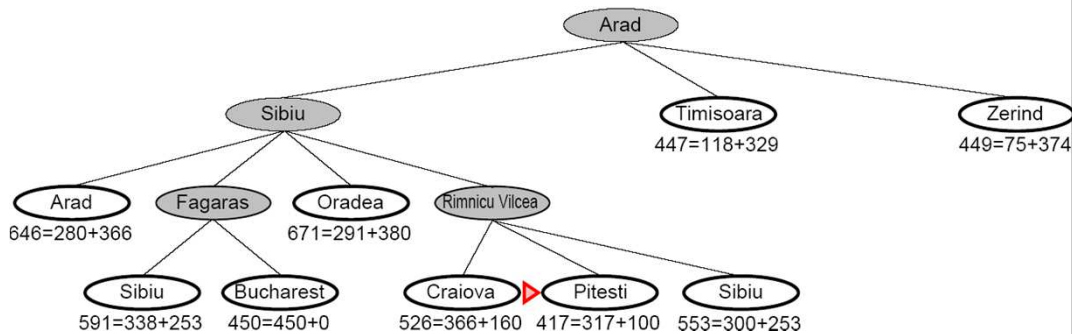 Arad
Sibiu
Timisoara
Zerind
447=118+329
449=75+374
Arad
Fagaras
Oradea
Rimnicu Vilcea
646=280+366
671=291+380
Sibiu
Bucharest
Craiova
Pitesti
Sibiu
591=338+253
450=450+0
526=366+160
417=317+100
553=300+253